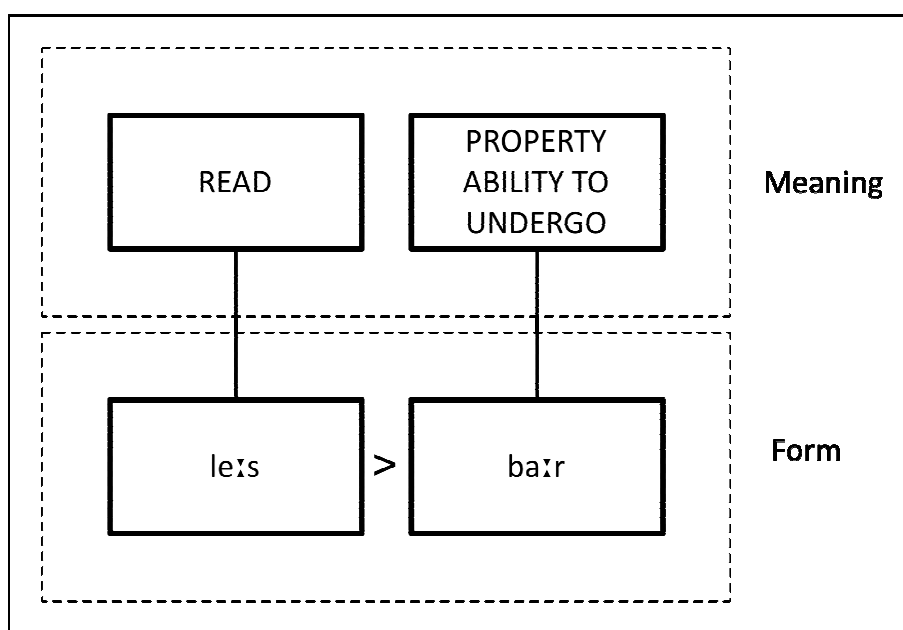 READ
PROPERTY
ABILITY TO
UNDERGO
Meaning
leːs
>
baːr
Form